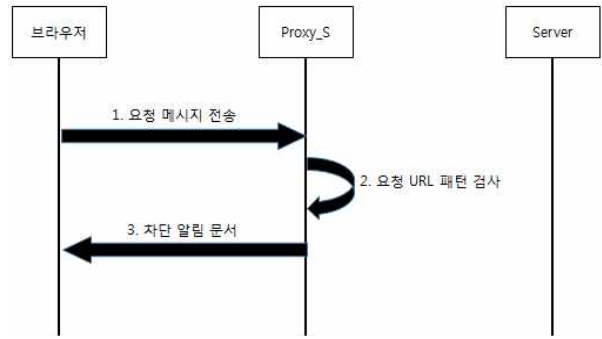 브라우저
Proxy_S
Server
1. 요청 메시지 전송
2. 요청 URL 패턴 검사
3. 차단 알림 문서